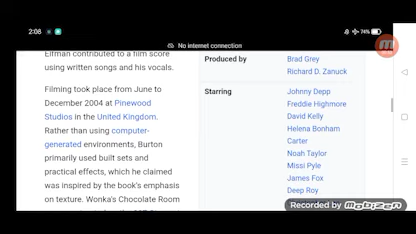 2:08
74%
No internet connection
Elfman contributed to a film score
using written songs and his vocals.
Filming took place from June to
December 2004 at Pinewood
Studios in the United Kingdom.
Rather than using computer-
generated environments, Burton
primarily used built sets and
practical effects, which he claimed
was inspired by the book's emphasis
on texture. Wonka's Chocolate Room
Produced by
Brad Grey
Richard D. Zanuck
Starring
Johnny Depp
Freddie Highmore
David Kelly
Helena Bonham
Carter
Noah Taylor
Missi Pyle
James Fox
Deep Roy
Recorded by Mobizen